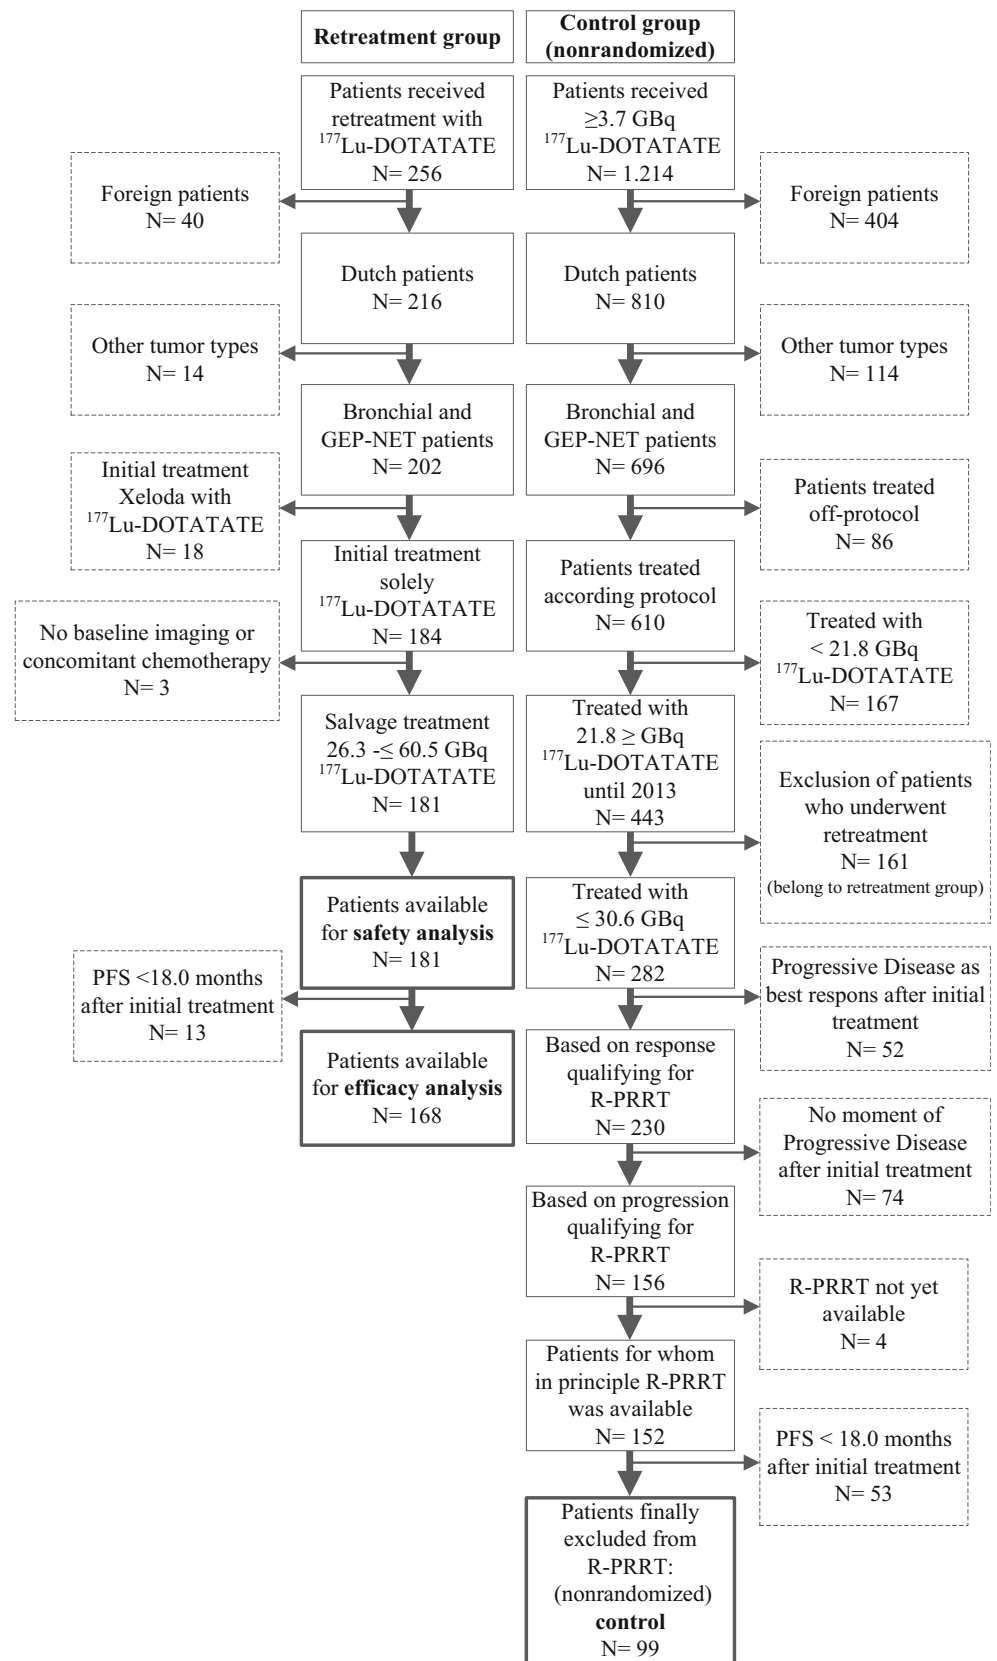 Retreatment group
Control group
(nonrandomized)
Patients received
retreatment with
¹⁷⁷Lu-DOTATATE
N= 256
Patients received
≥3.7 GBq
¹⁷⁷Lu-DOTATATE
N= 1.214
Foreign patients
N= 40
Foreign patients
N= 404
Dutch patients
N= 216
Dutch patients
N= 810
Other tumor types
N= 14
Other tumor types
N= 114
Bronchial and
GEP-NET patients
N= 202
Bronchial and
GEP-NET patients
N= 696
Initial treatment
Xeloda with
¹⁷⁷Lu-DOTATATE
N= 18
Patients treated
off-protocol
N= 86
Initial treatment
solely
¹⁷⁷Lu-DOTATATE
N= 184
Patients treated
according protocol
N= 610
No baseline imaging or
concomitant chemotherapy
N= 3
Treated with
< 21.8 GBq
¹⁷⁷Lu-DOTATATE
N= 167
Salvage treatment
26.3 -≤ 60.5 GBq
¹⁷⁷Lu-DOTATATE
N= 181
Treated with
21.8 ≥ GBq
¹⁷⁷Lu-DOTATATE
until 2013
N= 443
Exclusion of patients
who underwent
retreatment
N= 161
(belong to retreatment group)
Patients available
for safety analysis
N= 181
Treated with
≤ 30.6 GBq
¹⁷⁷Lu-DOTATATE
N= 282
PFS <18.0 months
after initial treatment
N= 13
Progressive Disease as
best respons after initial
treatment
N= 52
Patients available
for efficacy analysis
N= 168
Based on response
qualifying for
R-PRRT
N= 230
No moment of
Progressive Disease
after initial treatment
N= 74
Based on progression
qualifying for
R-PRRT
N= 156
R-PRRT not yet
available
N= 4
Patients for whom
in principle R-PRRT
was available
N= 152
PFS < 18.0 months
after initial treatment
N= 53
Patients finally
excluded from
R-PRRT:
(nonrandomized)
control
N= 99